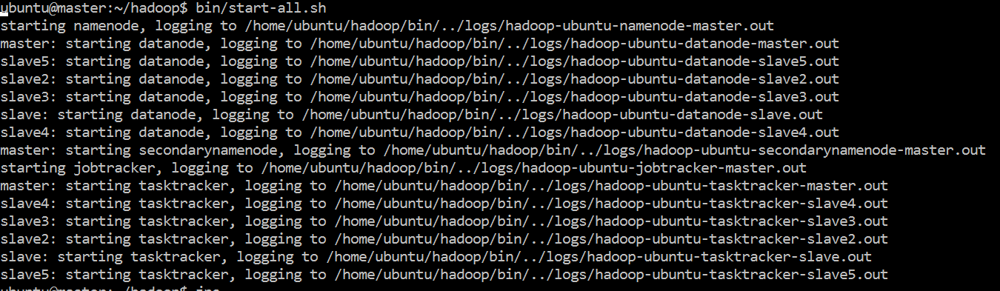 ubuntu@master:~/hadoop$ bin/start-all.sh
starting namenode, logging to /home/ubuntu/hadoop/bin/../logs/hadoop-ubuntu-namenode-master.out
master: starting datanode, logging to /home/ubuntu/hadoop/bin/../logs/hadoop-ubuntu-datanode-master.out
slave5: starting datanode, logging to /home/ubuntu/hadoop/bin/../logs/hadoop-ubuntu-datanode-slave5.out
slave2: starting datanode, logging to /home/ubuntu/hadoop/bin/../logs/hadoop-ubuntu-datanode-slave2.out
slave3: starting datanode, logging to /home/ubuntu/hadoop/bin/../logs/hadoop-ubuntu-datanode-slave3.out
slave: starting datanode, logging to /home/ubuntu/hadoop/bin/../logs/hadoop-ubuntu-datanode-slave.out
slave4: starting datanode, logging to /home/ubuntu/hadoop/bin/../logs/hadoop-ubuntu-datanode-slave4.out
master: starting secondarynamenode, logging to /home/ubuntu/hadoop/bin/../logs/hadoop-ubuntu-secondarynamenode-master.out
starting jobtracker, logging to /home/ubuntu/hadoop/bin/../logs/hadoop-ubuntu-jobtracker-master.out
master: starting tasktracker, logging to /home/ubuntu/hadoop/bin/../logs/hadoop-ubuntu-tasktracker-master.out
slave4: starting tasktracker, logging to /home/ubuntu/hadoop/bin/../logs/hadoop-ubuntu-tasktracker-slave4.out
slave3: starting tasktracker, logging to /home/ubuntu/hadoop/bin/../logs/hadoop-ubuntu-tasktracker-slave3.out
slave2: starting tasktracker, logging to /home/ubuntu/hadoop/bin/../logs/hadoop-ubuntu-tasktracker-slave2.out
slave: starting tasktracker, logging to /home/ubuntu/hadoop/bin/../logs/hadoop-ubuntu-tasktracker-slave.out
slave5: starting tasktracker, logging to /home/ubuntu/hadoop/bin/../logs/hadoop-ubuntu-tasktracker-slave5.out